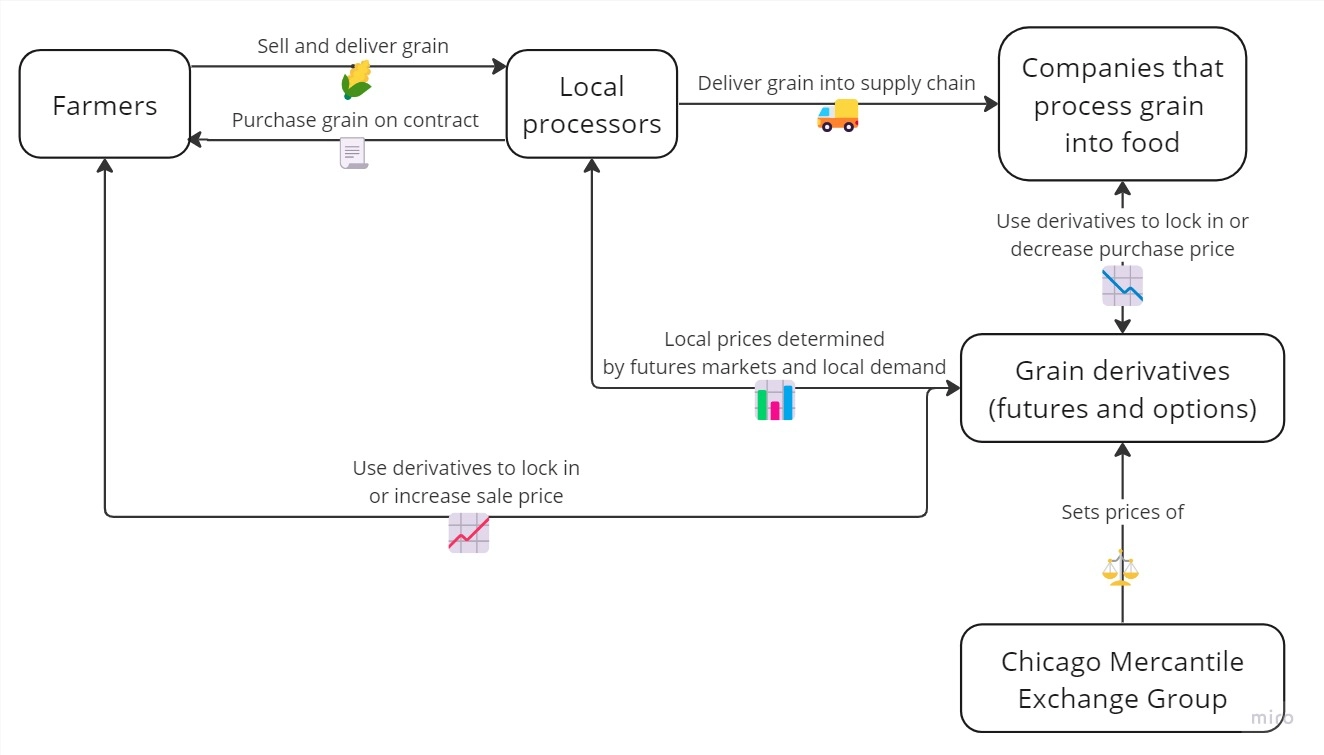 Sell and deliver grain
Farmers
Purchase grain on contract
Local
processors
Deliver grain into supply chain
Companies that
process grain
into food
Use derivatives to lock in or
decrease purchase price
Local prices determined
by futures markets and local demand
Grain derivatives
(futures and options)
Use derivatives to lock in
or increase sale price
Sets prices of
Chicago Mercantile
Exchange Group
miro